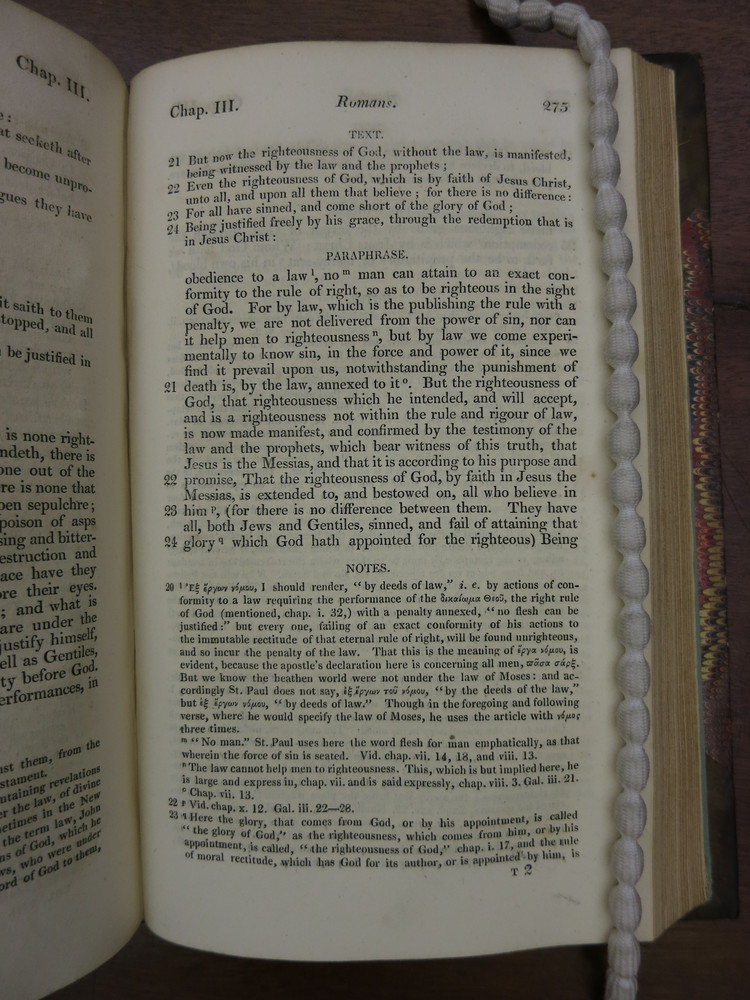 Chap. III.
:
at seeketh after
become unpro-
gues they have
it saith to them
topped, and all
be justified in
is none right-
ndeth, there is
one out of the
re is none that
pen sepulchre;
poison of asps
sing and bitter-
estruction and
ace have they
ore their eyes.
; and what is
are under the
justify himself,
ell as Gentiles,
ty before God.
erformances, in
nst them, from the
stament.
ntaining revelations
er the law, of divine
etimes in the New
the term law, John
ns of God, which he
ws, who were under
ord of God to them,
Chap. III. Romans. 275
TEXT.
21 But now the righteousness of God, without the law, is manifested,
being witnessed by the law and the prophets;
22 Even the righteousness of God, which is by faith of Jesus Christ,
unto all, and upon all them that believe; for there is no difference:
23 For all have sinned, and come short of the glory of God;
24 Being justified freely by his grace, through the redemption that is
in Jesus Christ:
PARAPHRASE.
obedience to a law l, no m man can attain to an exact con-
formity to the rule of right, so as to be righteous in the sight
of God. For by law, which is the publishing the rule with a
penalty, we are not delivered from the power of sin, nor can
it help men to righteousness n, but by law we come experi-
mentally to know sin, in the force and power of it, since we
find it prevail upon us, notwithstanding the punishment of
21 death is, by the law, annexed to it o. But the righteousness of
God, that righteousness which he intended, and will accept,
and is a righteousness not within the rule and rigour of law,
is now made manifest, and confirmed by the testimony of the
law and the prophets, which bear witness of this truth, that
Jesus is the Messias, and that it is according to his purpose and
22 promise, That the righteousness of God, by faith in Jesus the
Messias, is extended to, and bestowed on, all who believe in
23 him p, (for there is no difference between them. They have
all, both Jews and Gentiles, sinned, and fail of attaining that
24 glory q which God hath appointed for the righteous) Being
NOTES.
20 l Ἐξ ἔργων νόμου, I should render, “by deeds of law,” i. e. by actions of con-
formity to a law requiring the performance of the δικαίωμα Θεοῦ, the right rule
of God (mentioned, chap. i. 32,) with a penalty annexed, “no flesh can be
justified:” but every one, failing of an exact conformity of his actions to
the immutable rectitude of that eternal rule of right, will be found unrighteous,
and so incur the penalty of the law. That this is the meaning of ἔργα νόμου, is
evident, because the apostle's declaration here is concerning all men, πᾶσα σάρξ.
But we know the heathen world were not under the law of Moses: and ac-
cordingly St. Paul does not say, ἐξ ἔργων τοῦ νόμου, “by the deeds of the law,”
but ἐξ ἔργων νόμου, “by deeds of law.” Though in the foregoing and following
verse, where he would specify the law of Moses, he uses the article with νόμος
three times.
m “No man.” St. Paul uses here the word flesh for man emphatically, as that
wherein the force of sin is seated. Vid. chap. vii. 14, 18, and viii. 13.
n The law cannot help men to righteousness. This, which is but implied here, he
is large and express in, chap. vii. and is said expressly, chap. viii. 3. Gal. iii. 21.
o Chap. vii. 13.
22 p Vid. chap. x. 12. Gal. iii. 22—28.
23 q Here the glory, that comes from God, or by his appointment, is called
“the glory of God,” as the righteousness, which comes from him, or by his
appointment, is called, “the righteousness of God,” chap. i. 17, and the rule
of moral rectitude, which has God for its author, or is appointed by him, is
T 2